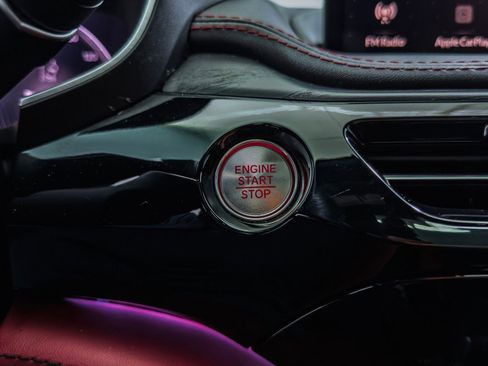 FM Radio
Apple CarPlay
ENGINE
START
STOP